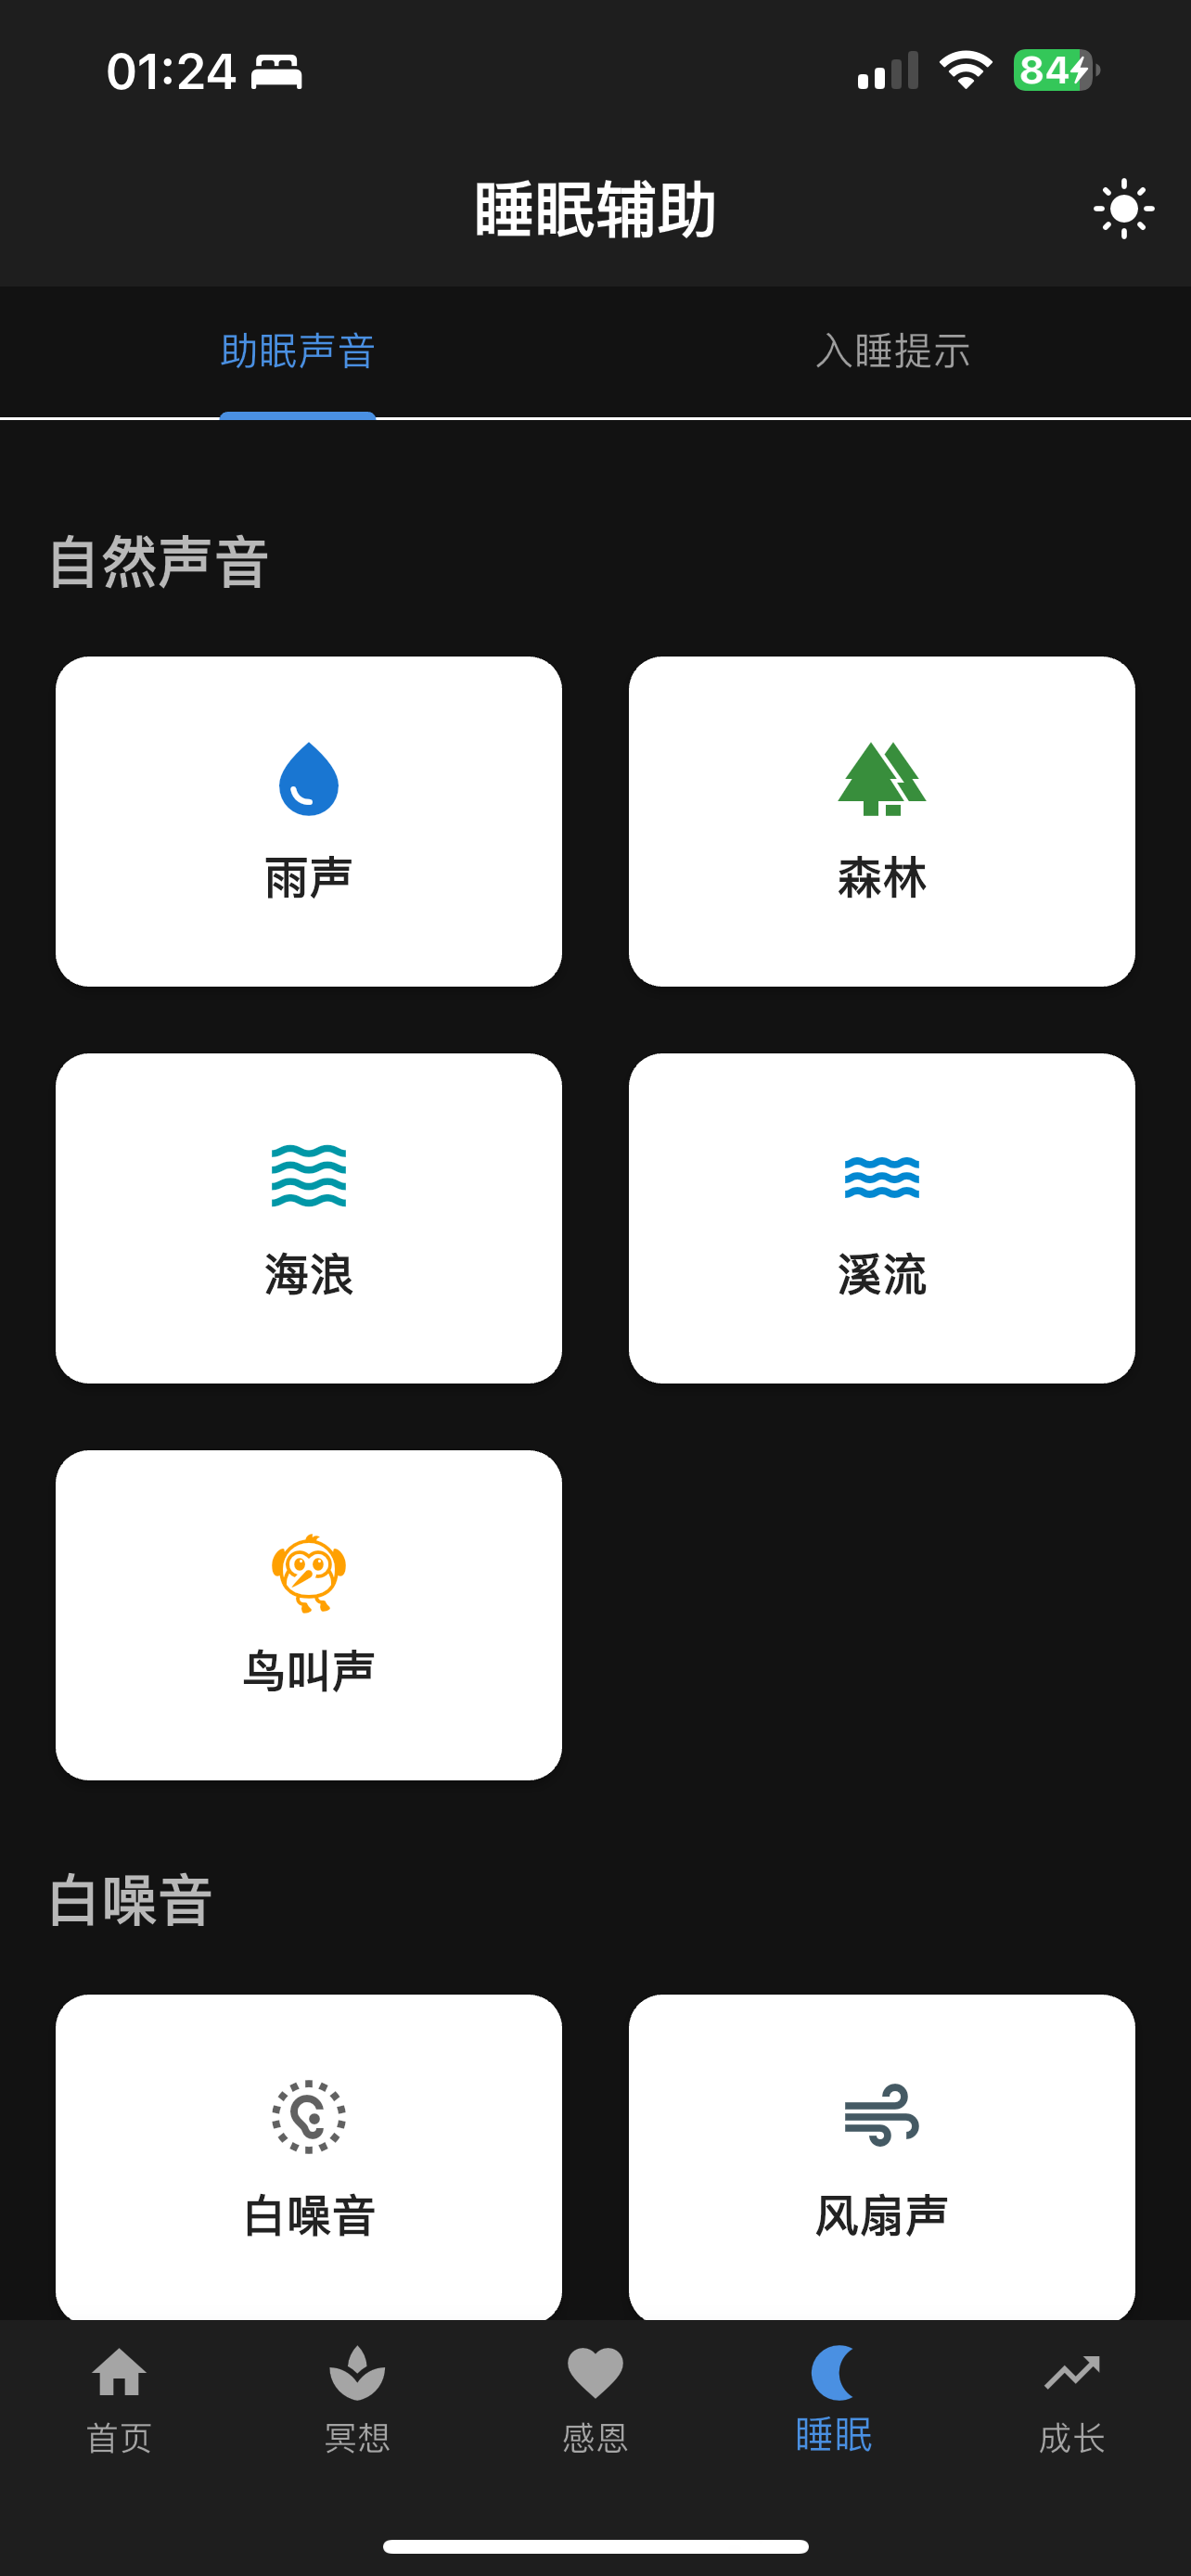 01:24
84
睡眠辅助
助眠声音 入睡提示
自然声音
雨声 森林
海浪 溪流
鸟叫声
白噪音
白噪音 风扇声
首页 冥想 感恩 睡眠 成长